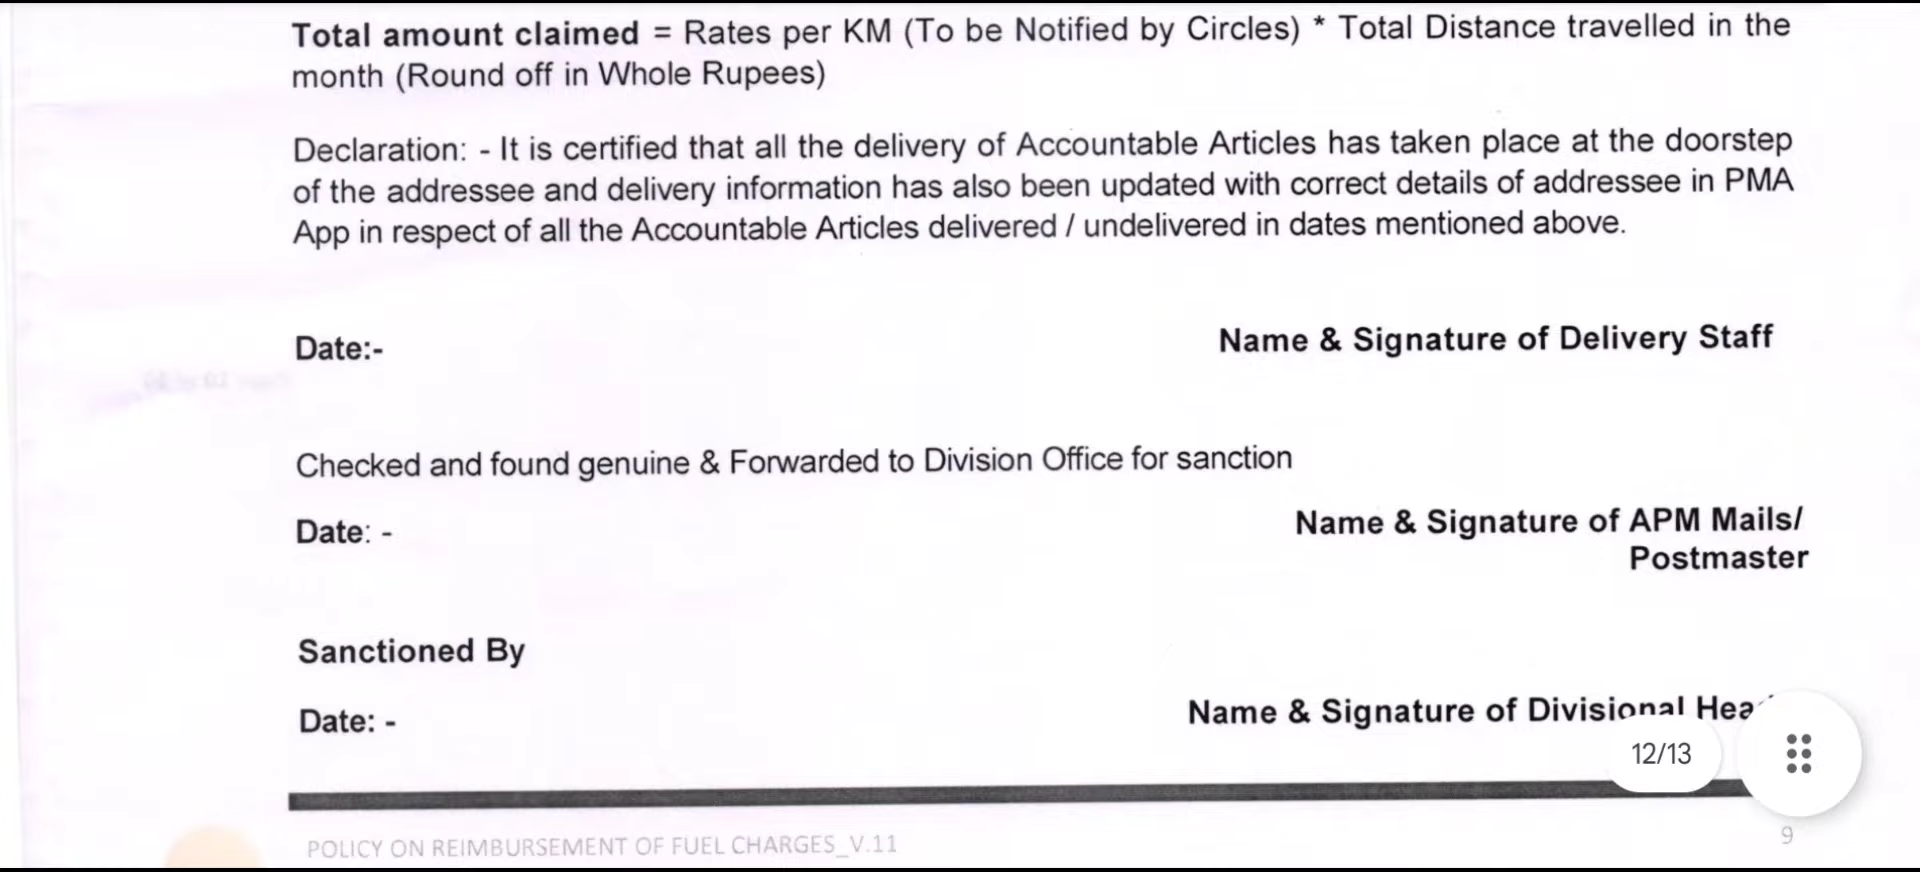 Total amount claimed = Rates per KM (To be Notified by Circles) * Total Distance travelled in the
month (Round off in Whole Rupees)
Declaration: - It is certified that all the delivery of Accountable Articles has taken place at the doorstep
of the addressee and delivery information has also been updated with correct details of addressee in PMA
App in respect of all the Accountable Articles delivered / undelivered in dates mentioned above.
Date:-
Name & Signature of Delivery Staff
Checked and found genuine & Forwarded to Division Office for sanction
Date: -
Name & Signature of APM Mails/
Postmaster
Sanctioned By
Date: -
Name & Signature of Divisional
12/13
POLICY ON REIMBURSEMENT OF FUEL CHARGES_V.11
9